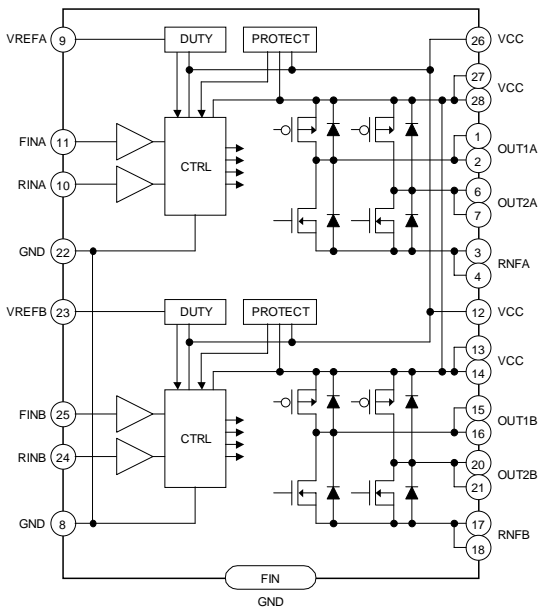 VREFA 9 DUTY PROTECT 26 VCC
27 VCC
28
FINA 11 1 OUT1A
CTRL 2
RINA 10 6 OUT2A
7
GND 22 3 RNFA
4
VREFB 23 DUTY PROTECT 12 VCC
13 VCC
14
FINB 25 15 OUT1B
CTRL 16
RINB 24 20 OUT2B
21
GND 8 17 RNFB
18
FIN
GND